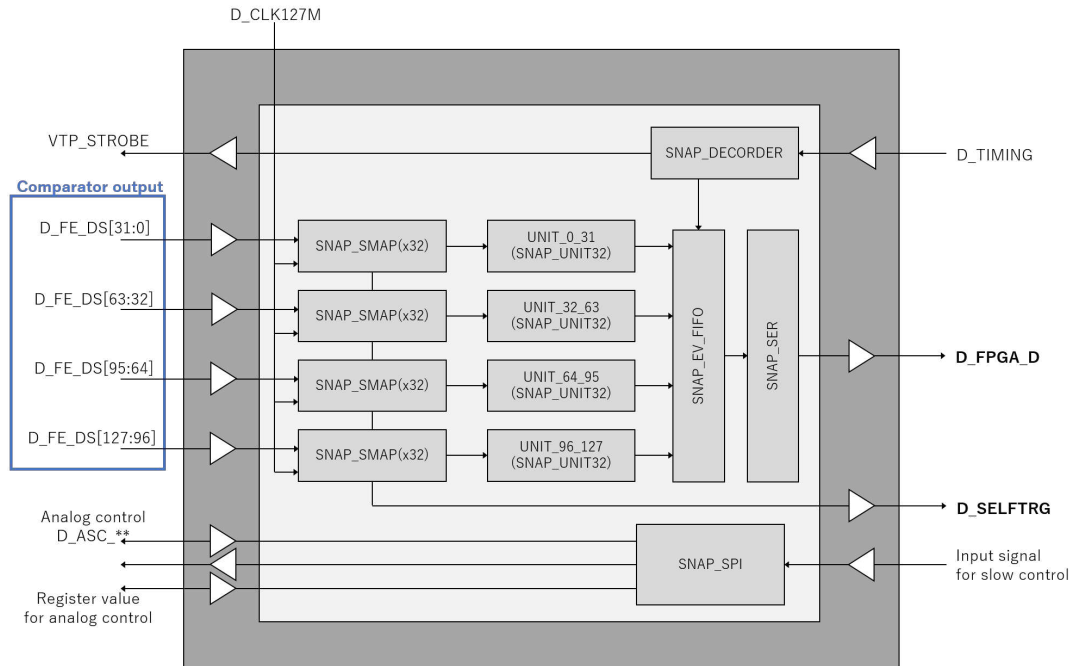 D_CLK127M
VTP_STROBE
SNAP_DECORDER
D_TIMING
Comparator output
D_FE_DS[31:0]
SNAP_SMAP(x32)
UNIT_0_31
(SNAP_UNIT32)
D_FE_DS[63:32]
SNAP_SMAP(x32)
UNIT_32_63
(SNAP_UNIT32)
D_FE_DS[95:64]
SNAP_SMAP(x32)
UNIT_64_95
(SNAP_UNIT32)
D_FE_DS[127:96]
SNAP_SMAP(x32)
UNIT_96_127
(SNAP_UNIT32)
SNAP_EV_FIFO
SNAP_SER
D_FPGA_D
D_SELFTRG
Analog control
D_ASC_**
SNAP_SPI
Input signal
for slow control
Register value
for analog control